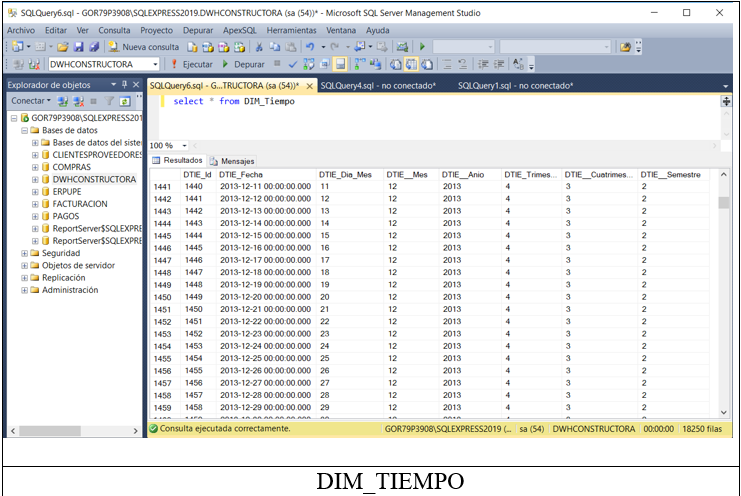 SQLQuery6.sql - GOR79P3908\SQLEXPRESS2019.DWHCONSTRUCTORA (sa (54))* - Microsoft SQL Server Management Studio
Archivo Editar Ver Consulta Proyecto Depurar ApexSQL Herramientas Ventana Ayuda
Nueva consulta
DWHCONSTRUCTORA Ejecutar Depurar
Explorador de objetos
Conectar
GOR79P3908\SQLEXPRESS201
Bases de datos
Bases de datos del siste
CLIENTESPROVEEDORES
COMPRAS
DWHCONSTRUCTORA
ERPUPE
FACTURACION
PAGOS
ReportServer$SQLEXPRE
ReportServer$SQLEXPRE
Seguridad
Objetos de servidor
Replicación
Administración
SQLQuery6.sql - G...TRUCTORA (sa (54))* SQLQuery4.sql - no conectado* SQLQuery1.sql - no conectado*
select * from DIM_Tiempo
100 %
Resultados Mensajes
DTIE_Id DTIE_Fecha DTIE_Dia_Mes DTIE__Mes DTIE__Anio DTIE_Trimes... DTIE__Cuatrimes... DTIE__Semestre
1441 1440 2013-12-11 00:00:00.000 11 12 2013 4 3 2
1442 1441 2013-12-12 00:00:00.000 12 12 2013 4 3 2
1443 1442 2013-12-13 00:00:00.000 13 12 2013 4 3 2
1444 1443 2013-12-14 00:00:00.000 14 12 2013 4 3 2
1445 1444 2013-12-15 00:00:00.000 15 12 2013 4 3 2
1446 1445 2013-12-16 00:00:00.000 16 12 2013 4 3 2
1447 1446 2013-12-17 00:00:00.000 17 12 2013 4 3 2
1448 1447 2013-12-18 00:00:00.000 18 12 2013 4 3 2
1449 1448 2013-12-19 00:00:00.000 19 12 2013 4 3 2
1450 1449 2013-12-20 00:00:00.000 20 12 2013 4 3 2
1451 1450 2013-12-21 00:00:00.000 21 12 2013 4 3 2
1452 1451 2013-12-22 00:00:00.000 22 12 2013 4 3 2
1453 1452 2013-12-23 00:00:00.000 23 12 2013 4 3 2
1454 1453 2013-12-24 00:00:00.000 24 12 2013 4 3 2
1455 1454 2013-12-25 00:00:00.000 25 12 2013 4 3 2
1456 1455 2013-12-26 00:00:00.000 26 12 2013 4 3 2
1457 1456 2013-12-27 00:00:00.000 27 12 2013 4 3 2
1458 1457 2013-12-28 00:00:00.000 28 12 2013 4 3 2
1459 1458 2013-12-29 00:00:00.000 29 12 2013 4 3 2
Consulta ejecutada correctamente. GOR79P3908\SQLEXPRESS2019 (... sa (54) DWHCONSTRUCTORA 00:00:00 18250 filas
DIM_TIEMPO